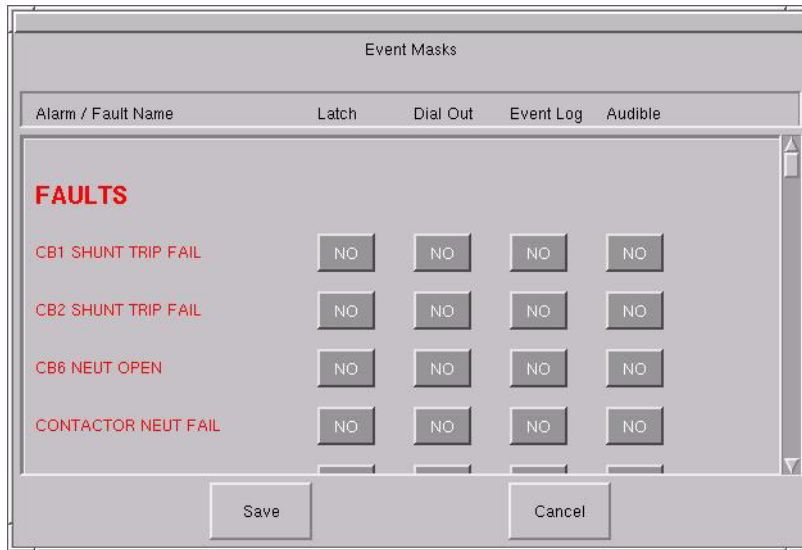 Event Masks
Alarm / Fault Name Latch Dial Out Event Log Audible
FAULTS
CB1 SHUNT TRIP FAIL NO NO NO NO
CB2 SHUNT TRIP FAIL NO NO NO NO
CB6 NEUT OPEN NO NO NO NO
CONTACTOR NEUT FAIL NO NO NO NO
Save Cancel